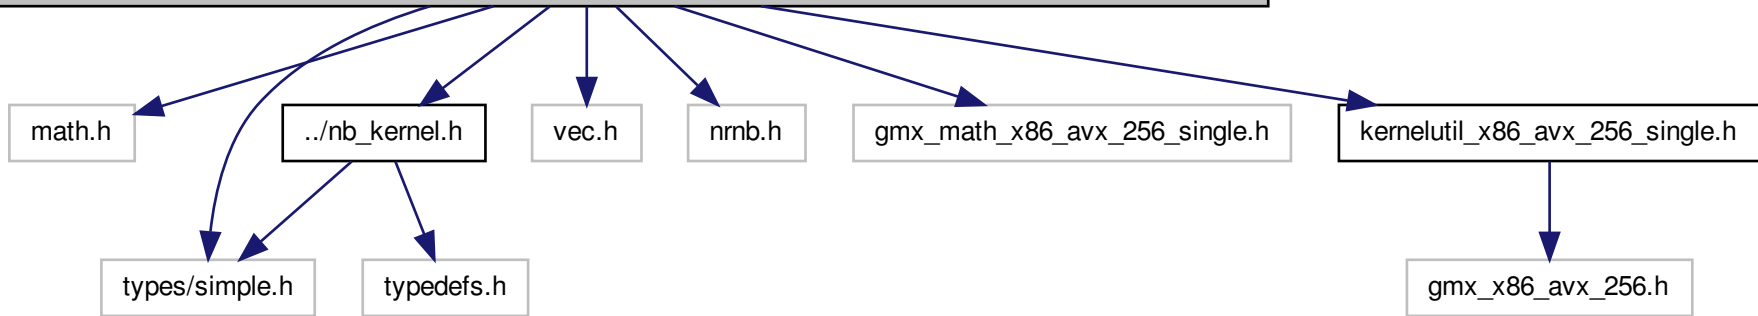 math.h
../nb_kernel.h
vec.h
nrnb.h
gmx_math_x86_avx_256_single.h
kernelutil_x86_avx_256_single.h
types/simple.h
typedefs.h
gmx_x86_avx_256.h